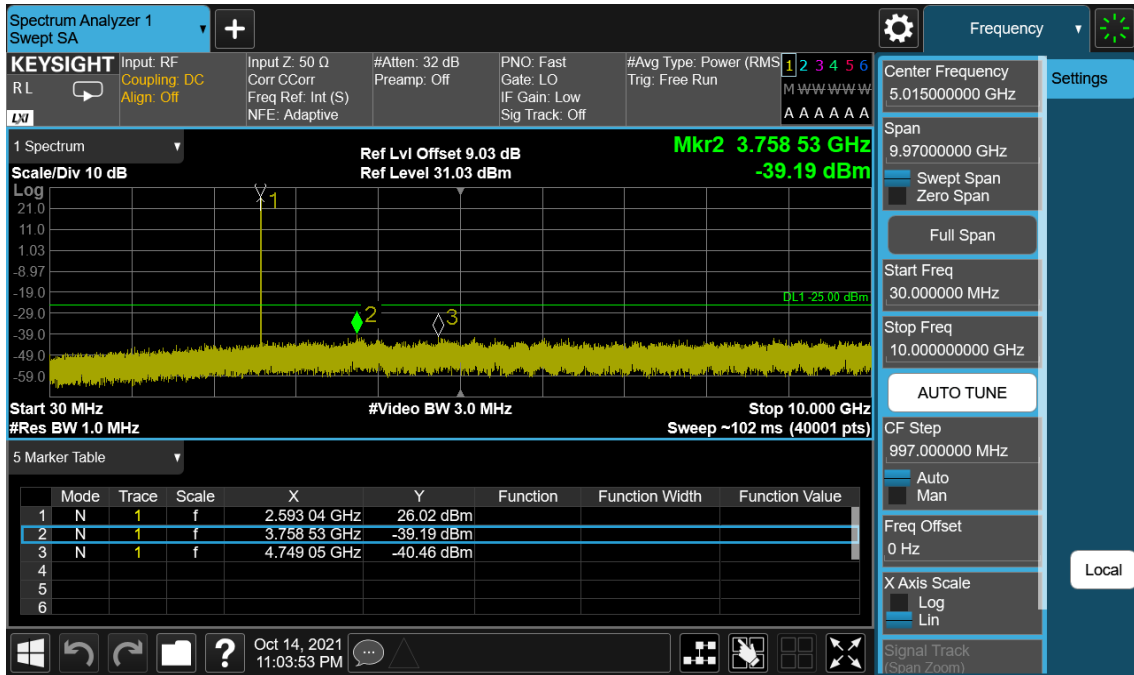 Spectrum Analyzer 1
Swept SA
+
Frequency
KEYSIGHT
R L
LXI
Input: RF
Coupling: DC
Align: Off
Input Z: 50 Ω
Corr CCorr
Freq Ref: Int (S)
NFE: Adaptive
#Atten: 32 dB
Preamp: Off
PNO: Fast
Gate: LO
IF Gain: Low
Sig Track: Off
#Avg Type: Power (RMS
Trig: Free Run
1 2 3 4 5 6
M W W W W W
A A A A A A
1 Spectrum
Scale/Div 10 dB
Ref Lvl Offset 9.03 dB
Ref Level 31.03 dBm
Mkr2 3.758 53 GHz
-39.19 dBm
Log
21.0
11.0
1.03
-8.97
-19.0
-29.0
-39.0
-49.0
-59.0
1
2
3
DL1 -25.00 dBm
Start 30 MHz
#Video BW 3.0 MHz
Stop 10.000 GHz
#Res BW 1.0 MHz
Sweep ~102 ms (40001 pts)
5 Marker Table
Mode Trace Scale X Y Function Function Width Function Value
1 N 1 f 2.593 04 GHz 26.02 dBm
2 N 1 f 3.758 53 GHz -39.19 dBm
3 N 1 f 4.749 05 GHz -40.46 dBm
4
5
6
?
Oct 14, 2021
11:03:53 PM
Center Frequency
5.015000000 GHz
Span
9.97000000 GHz
Swept Span
Zero Span
Full Span
Start Freq
30.000000 MHz
Stop Freq
10.000000000 GHz
AUTO TUNE
CF Step
997.000000 MHz
Auto
Man
Freq Offset
0 Hz
X Axis Scale
Log
Lin
Signal Track
(Span Zoom)
Settings
Local